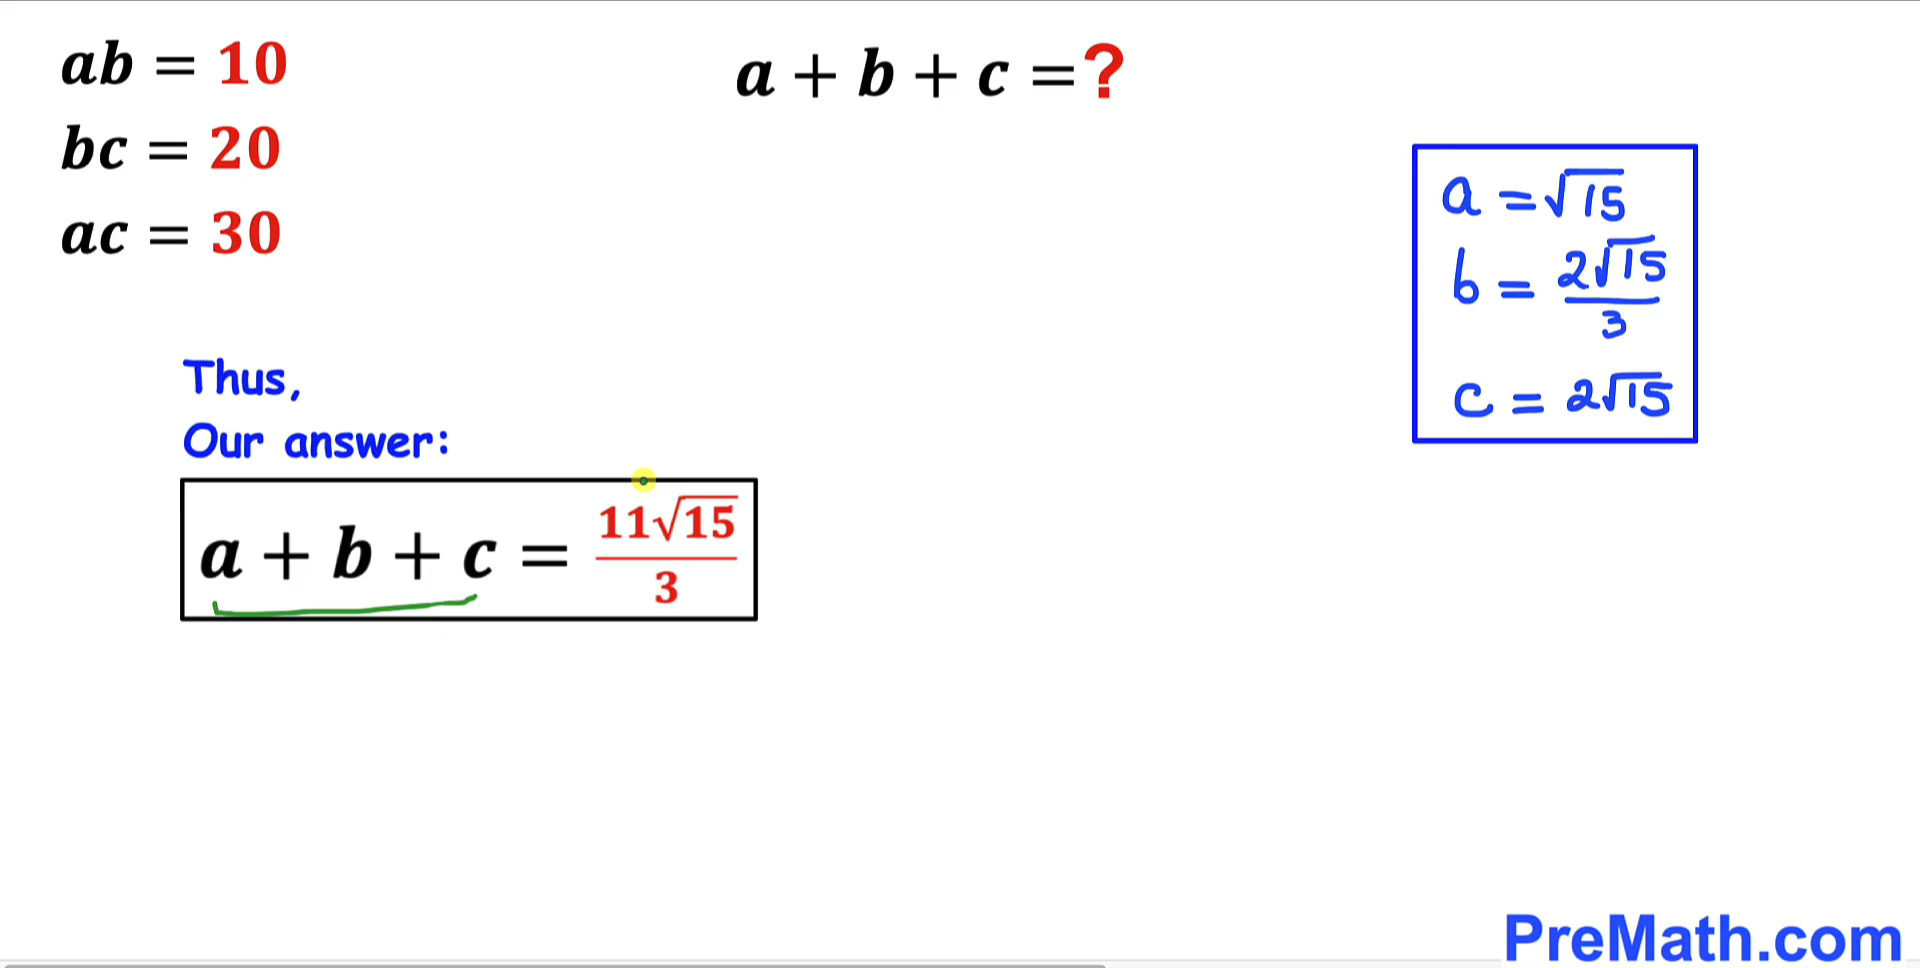 ab = 10
bc = 20
ac = 30
a + b + c =?
a = √15
b = 2√15/3
c = 2√15
Thus,
Our answer:
a + b + c = 11√15/3
PreMath.com